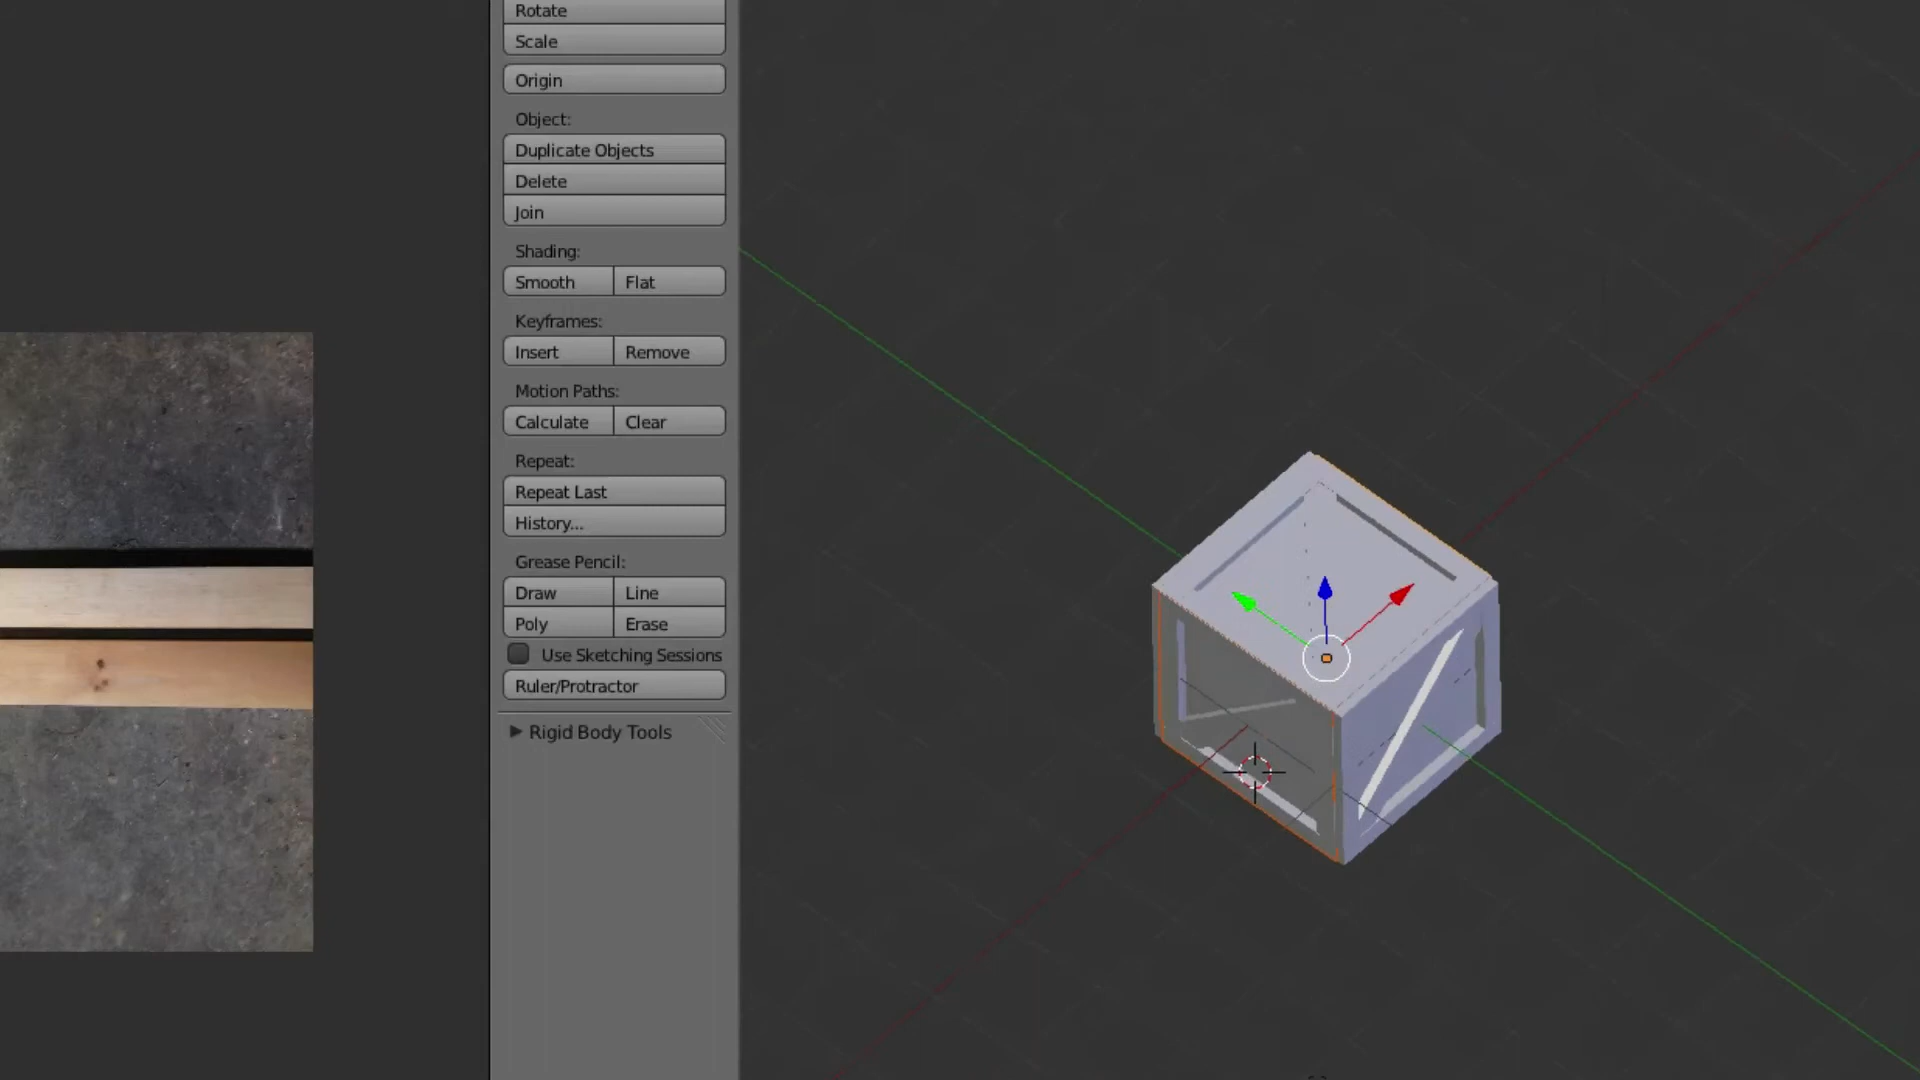 Rotate
Scale
Origin
Object:
Duplicate Objects
Delete
Join
Shading:
Smooth Flat
Keyframes:
Insert Remove
Motion Paths:
Calculate Clear
Repeat:
Repeat Last
History...
Grease Pencil:
Draw Line
Poly Erase
Use Sketching Sessions
Ruler/Protractor
Rigid Body Tools